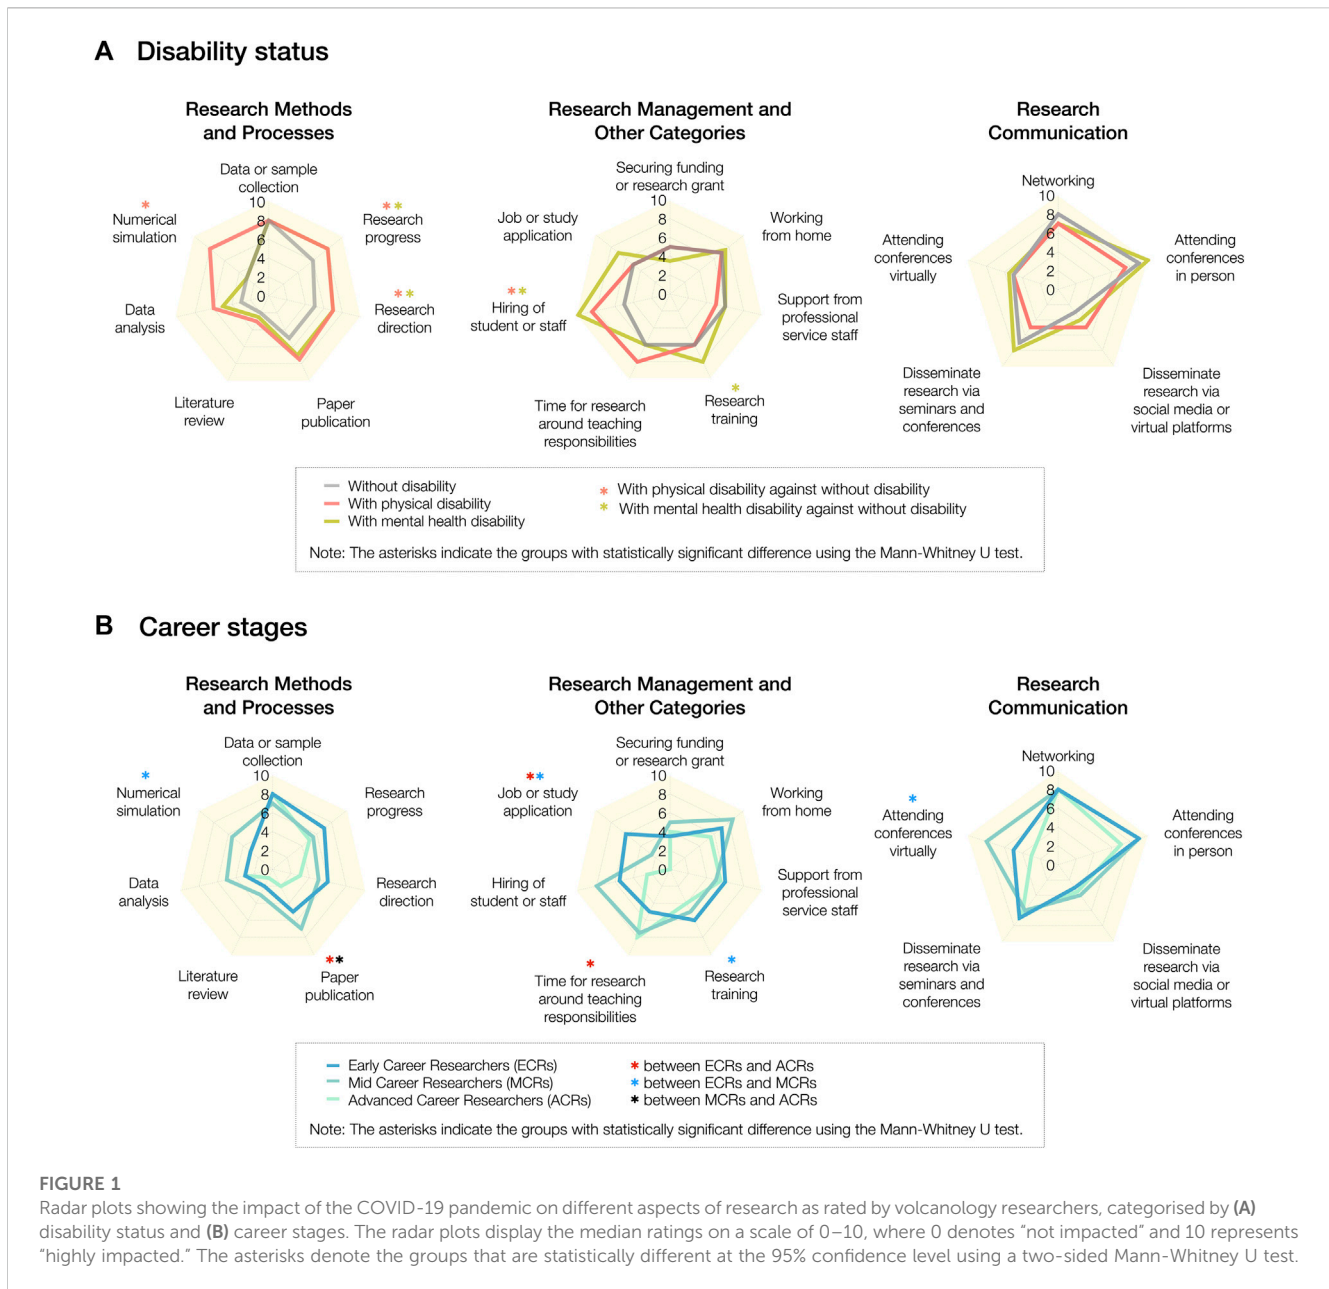 A Disability status
Research Methods
and Processes
Data or sample
collection
10
8
6
4
2
0
*
Numerical
simulation
* *
Research
progress
Data
analysis
* *
Research
direction
Literature
review
Paper
publication
Research Management and
Other Categories
Securing funding
or research grant
10
8
6
4
2
0
Job or study
application
Working
from home
* *
Hiring of
student or staff
Support from
professional
service staff
Time for research
around teaching
responsibilities
*
Research
training
Research
Communication
Networking
10
8
6
4
2
0
Attending
conferences
virtually
Attending
conferences
in person
Disseminate
research via
seminars and
conferences
Disseminate
research via
social media or
virtual platforms
Without disability
With physical disability
With mental health disability
* With physical disability against without disability
* With mental health disability against without disability
Note: The asterisks indicate the groups with statistically significant difference using the Mann-Whitney U test.
B Career stages
Research Methods
and Processes
Data or sample
collection
10
8
6
4
2
0
*
Numerical
simulation
Research
progress
Data
analysis
Research
direction
Literature
review
* *
Paper
publication
Research Management and
Other Categories
Securing funding
or research grant
10
8
6
4
2
0
* *
Job or study
application
Working
from home
Hiring of
student or staff
Support from
professional
service staff
*
Time for research
around teaching
responsibilities
*
Research
training
Research
Communication
Networking
10
8
6
4
2
0
*
Attending
conferences
virtually
Attending
conferences
in person
Disseminate
research via
seminars and
conferences
Disseminate
research via
social media or
virtual platforms
Early Career Researchers (ECRs)
Mid Career Researchers (MCRs)
Advanced Career Researchers (ACRs)
* between ECRs and ACRs
* between ECRs and MCRs
* between MCRs and ACRs
Note: The asterisks indicate the groups with statistically significant difference using the Mann-Whitney U test.
FIGURE 1
Radar plots showing the impact of the COVID-19 pandemic on different aspects of research as rated by volcanology researchers, categorised by (A)
disability status and (B) career stages. The radar plots display the median ratings on a scale of 0–10, where 0 denotes “not impacted” and 10 represents
“highly impacted.” The asterisks denote the groups that are statistically different at the 95% confidence level using a two-sided Mann-Whitney U test.